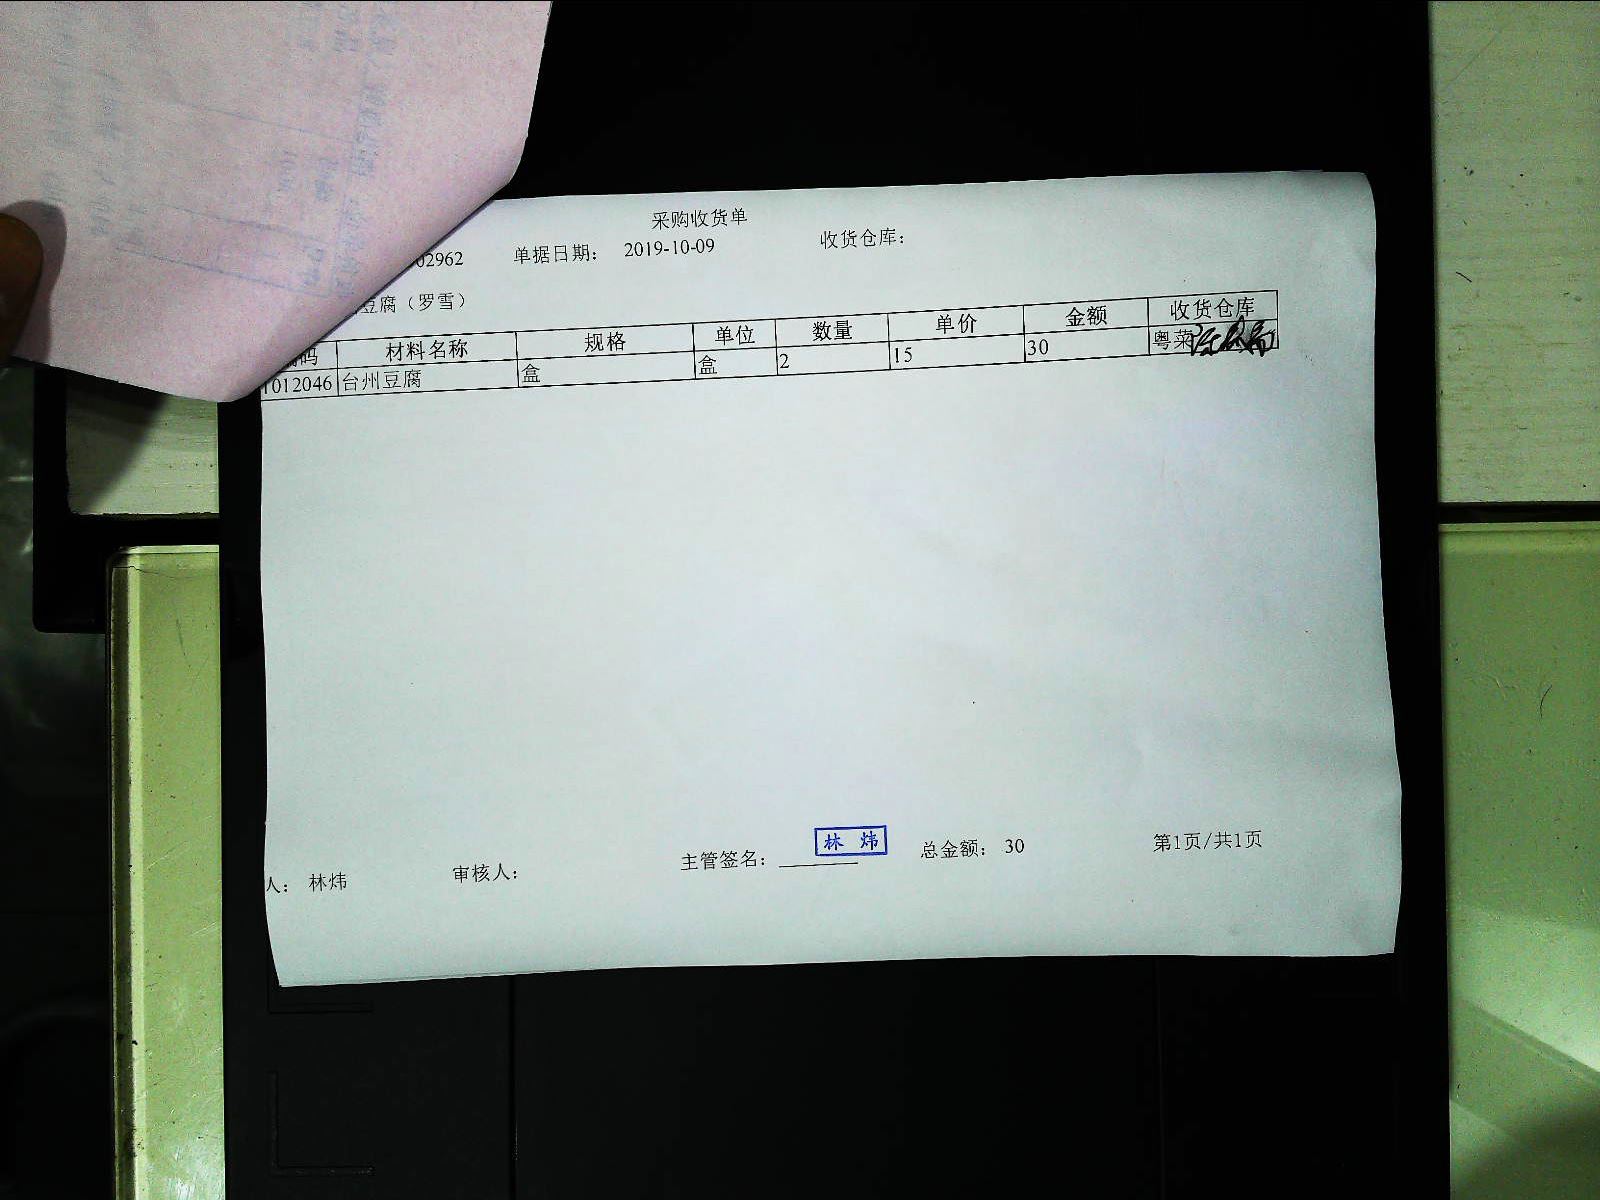 采购收货单
02962 单据日期： 2019-10-09 收货仓库：
豆腐（罗雪）
码 材料名称 规格 单位 数量 单价 金额 收货仓库
1012046 台州豆腐 盒 盒 2 15 30 粤菜
人： 林炜 审核人： 主管签名： 林 炜 总金额： 30 第1页/共1页